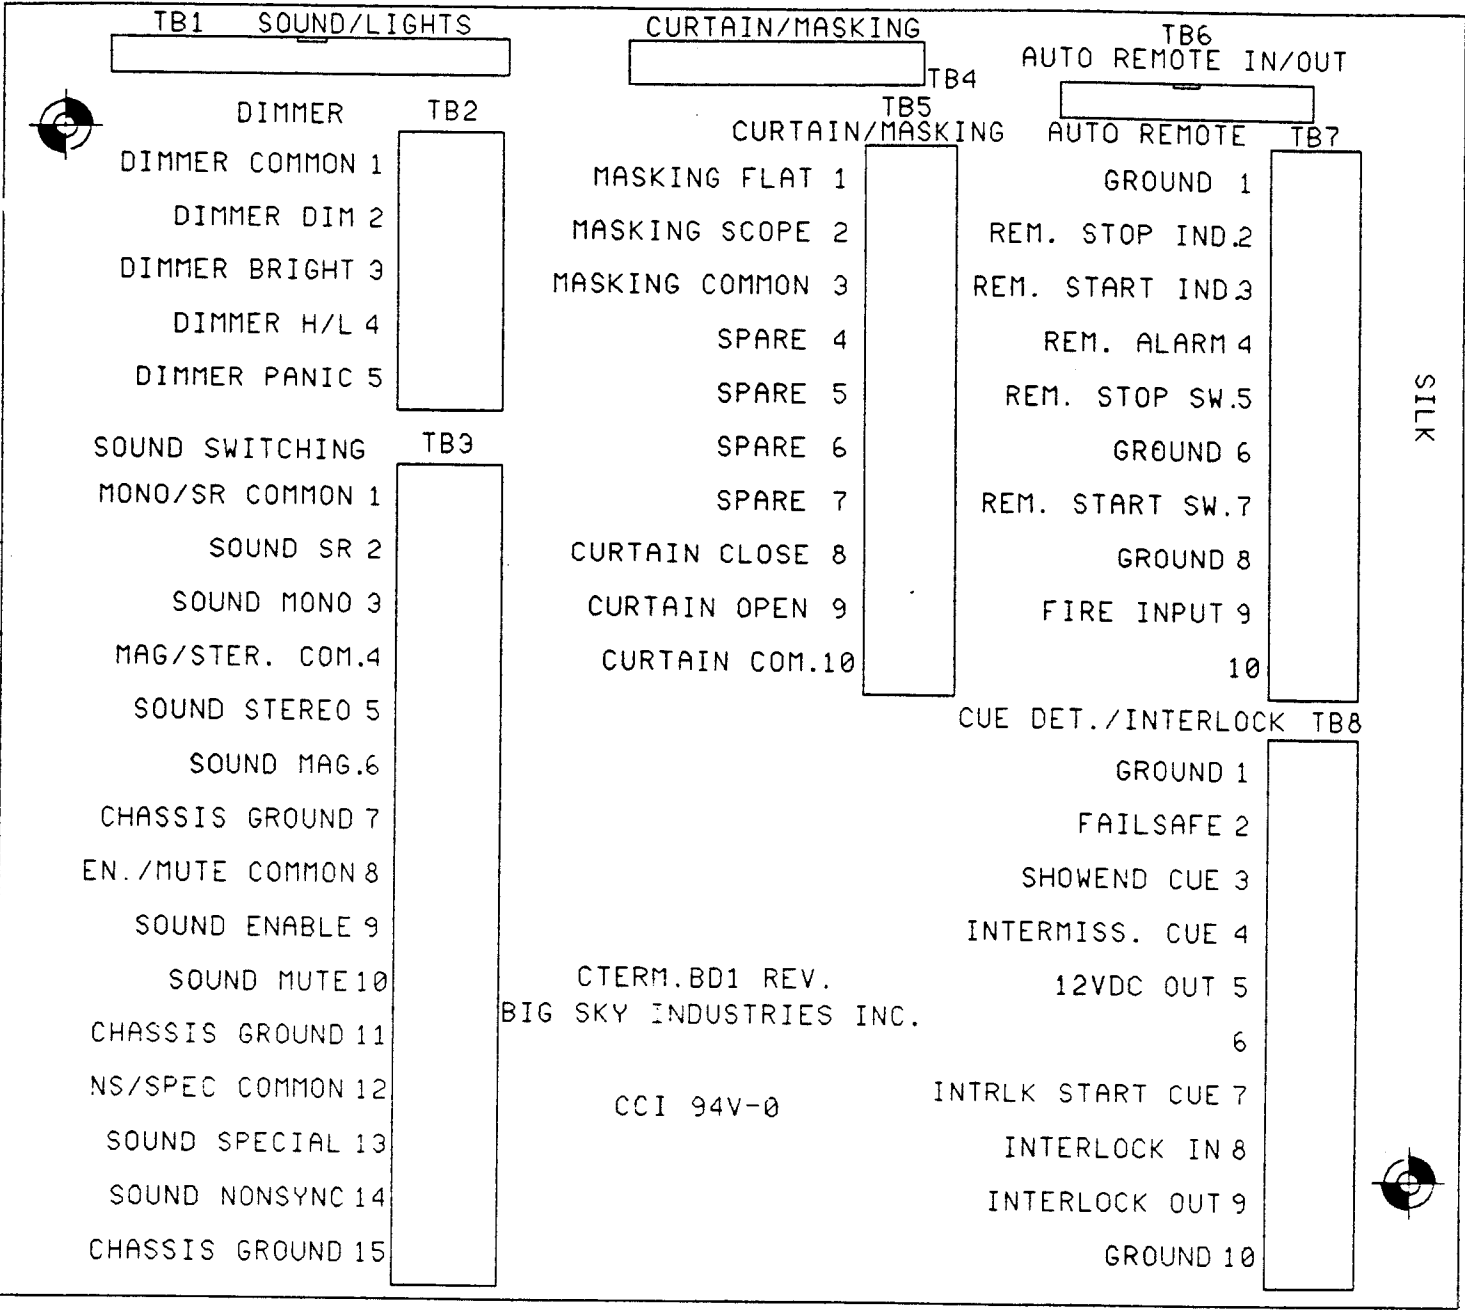 TB1 SOUND/LIGHTS
DIMMER TB2
DIMMER COMMON 1
DIMMER DIM 2
DIMMER BRIGHT 3
DIMMER H/L 4
DIMMER PANIC 5
SOUND SWITCHING TB3
MONO/SR COMMON 1
SOUND SR 2
SOUND MONO 3
MAG/STER. COM.4
SOUND STEREO 5
SOUND MAG.6
CHASSIS GROUND 7
EN./MUTE COMMON 8
SOUND ENABLE 9
SOUND MUTE 10
CHASSIS GROUND 11
NS/SPEC COMMON 12
SOUND SPECIAL 13
SOUND NONSYNC 14
CHASSIS GROUND 15
CURTAIN/MASKING
TB4
TB5
CURTAIN/MASKING
MASKING FLAT 1
MASKING SCOPE 2
MASKING COMMON 3
SPARE 4
SPARE 5
SPARE 6
SPARE 7
CURTAIN CLOSE 8
CURTAIN OPEN 9
CURTAIN COM.10
CTERM.BD1 REV.
BIG SKY INDUSTRIES INC.
CCI 94V-0
TB6
AUTO REMOTE IN/OUT
AUTO REMOTE TB7
GROUND 1
REM. STOP IND.2
REM. START IND.3
REM. ALARM 4
REM. STOP SW.5
GROUND 6
REM. START SW.7
GROUND 8
FIRE INPUT 9
10
CUE DET./INTERLOCK TB8
GROUND 1
FAILSAFE 2
SHOWEND CUE 3
INTERMISS. CUE 4
12VDC OUT 5
6
INTRLK START CUE 7
INTERLOCK IN 8
INTERLOCK OUT 9
GROUND 10
SILK